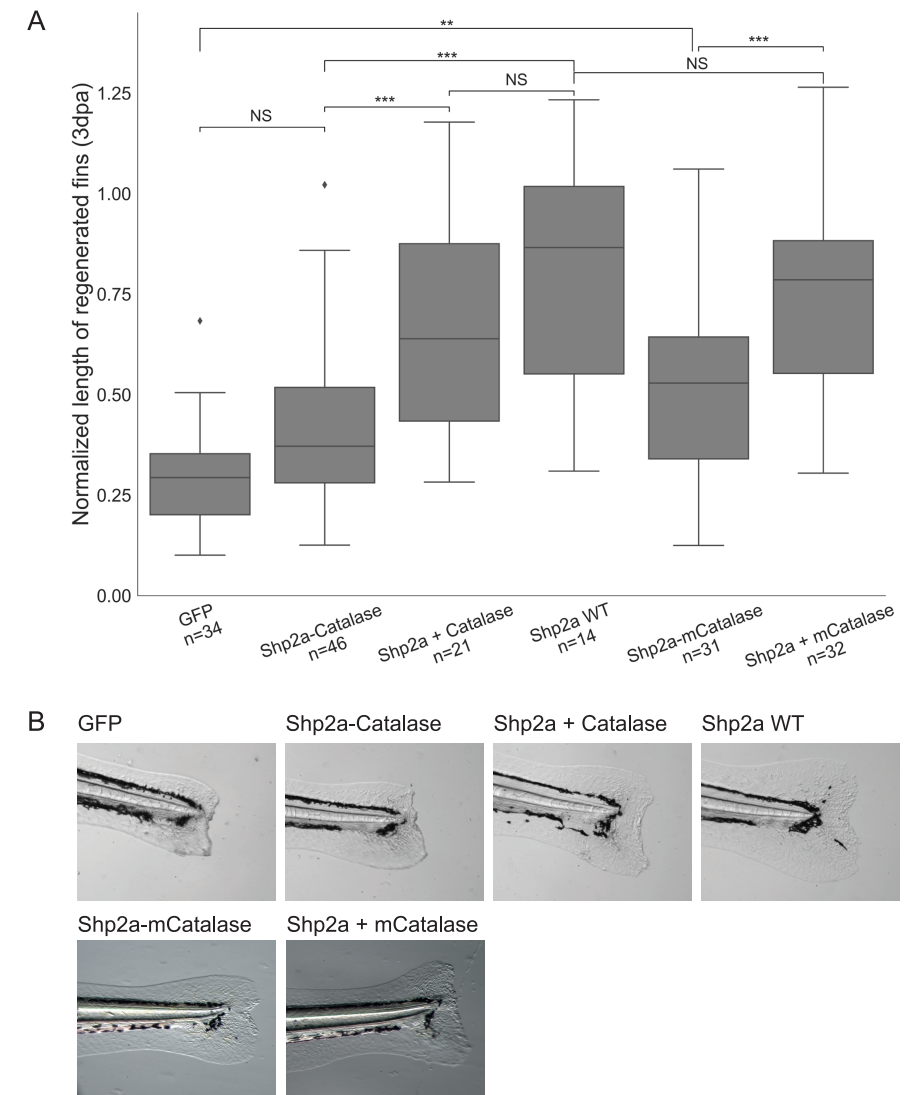 A
**
***
***
NS
NS
***
NS
Normalized length of regenerated fins (3dpa)
1.25
1.00
0.75
0.50
0.25
0.00
GFP
n=34
Shp2a-Catalase
n=46
Shp2a + Catalase
n=21
Shp2a WT
n=14
Shp2a-mCatalase
n=31
Shp2a + mCatalase
n=32
B
GFP
Shp2a-Catalase
Shp2a + Catalase
Shp2a WT
Shp2a-mCatalase
Shp2a + mCatalase